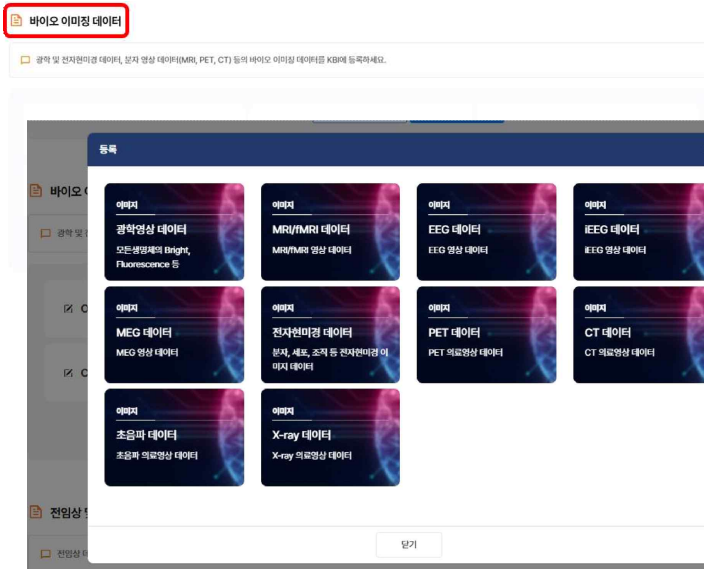 바이오 이미징 데이터
광학 및 전자현미경 데이터, 분자 영상 데이터(MRI, PET, CT) 등의 바이오 이미징 데이터를 KBI에 등록하세요.
등록
바이오
광학 및
이미지
광학영상 데이터
모든생명체의 Bright,
Fluorescence 등
이미지
MRI/fMRI 데이터
MRI/fMRI 영상 데이터
이미지
EEG 데이터
EEG 영상 데이터
이미지
iEEG 데이터
iEEG 영상 데이터
이미지
MEG 데이터
MEG 영상 데이터
이미지
전자현미경 데이터
분자, 세포, 조직 등 전자현미경 이
미지 데이터
이미지
PET 데이터
PET 의료영상 데이터
이미지
CT 데이터
CT 의료영상 데이터
이미지
초음파 데이터
초음파 의료영상 데이터
이미지
X-ray 데이터
X-ray 의료영상 데이터
전임상
전임상
닫기